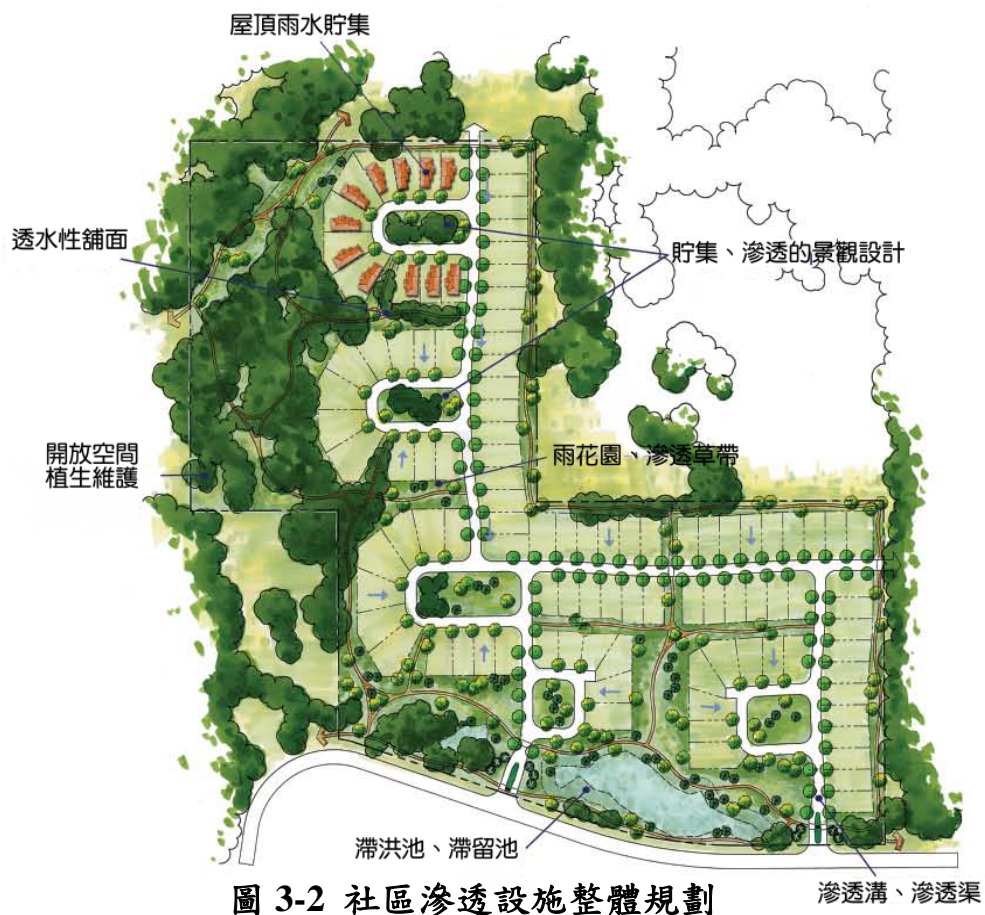 屋頂雨水貯集
透水性舖面
貯集、滲透的景觀設計
開放空間
植生維護
雨花園、滲透草帶
滯洪池、滯留池
滲透溝、滲透渠
圖 3-2 社區滲透設施整體規劃